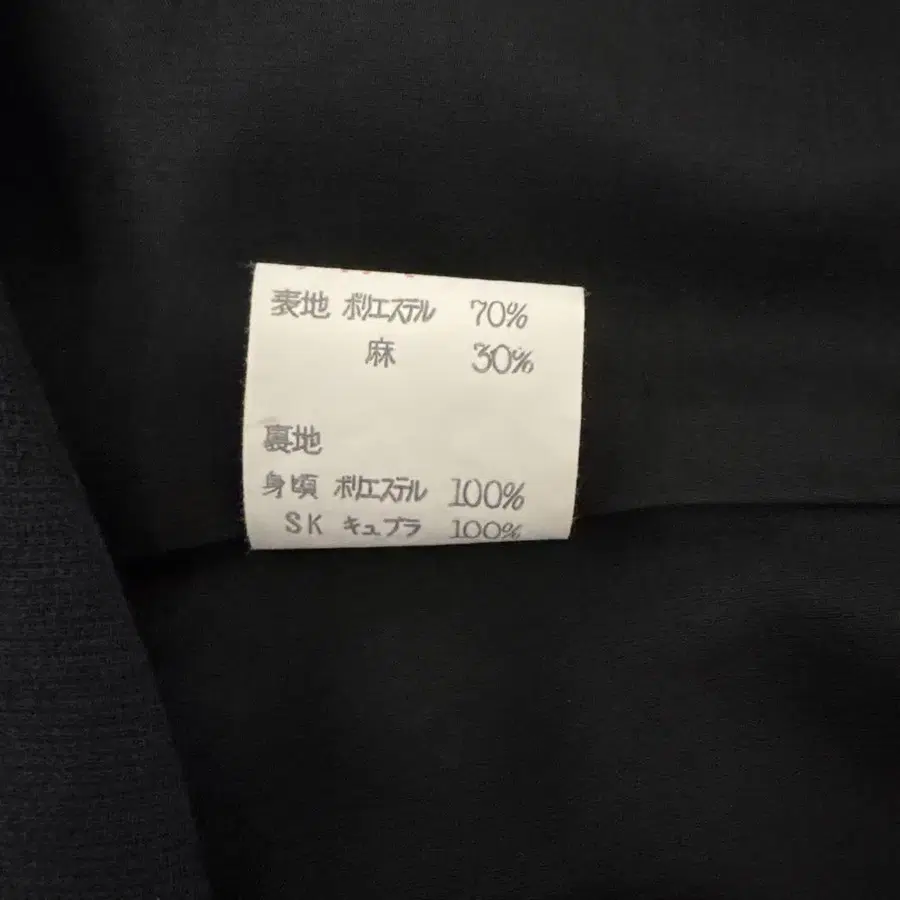 表地 ポリエステル 70%
麻 30%
裏地
身頃 ポリエステル 100%
SK キュプラ 100%